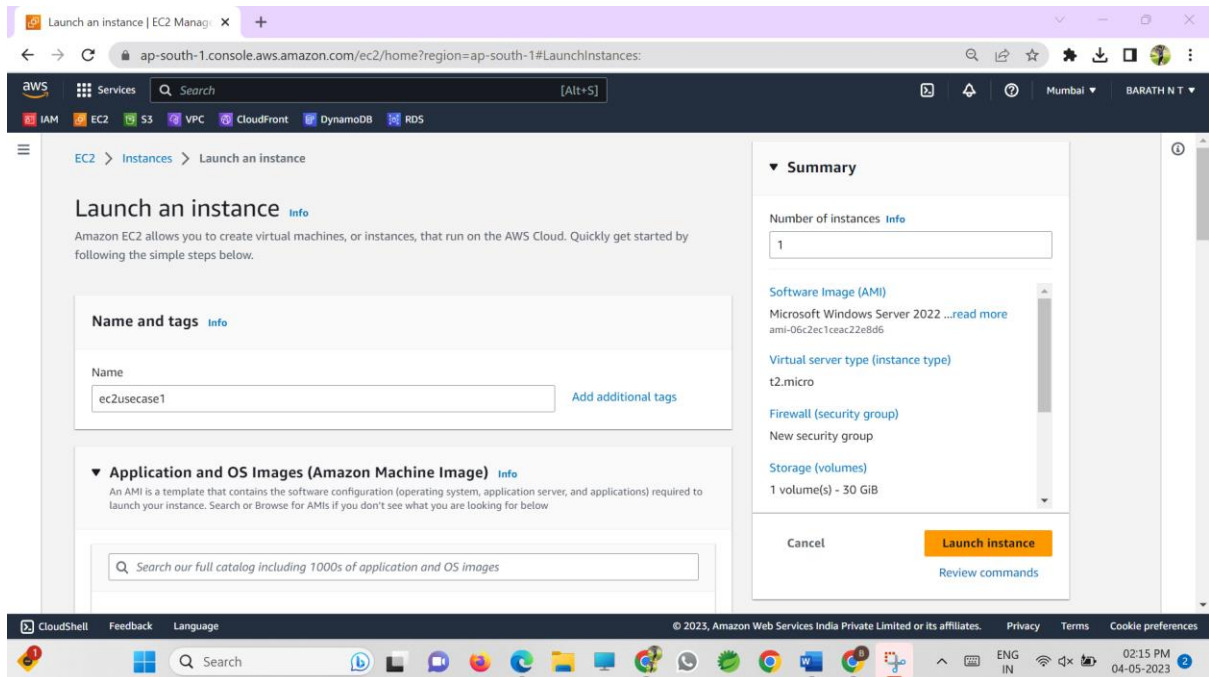 Launch an instance | EC2 Manage
ap-south-1.console.aws.amazon.com/ec2/home?region=ap-south-1#LaunchInstances:
aws
Services
Search
[Alt+S]
Mumbai
BARATH N T
IAM
EC2
S3
VPC
CloudFront
DynamoDB
RDS
EC2
Instances
Launch an instance
Launch an instance Info
Amazon EC2 allows you to create virtual machines, or instances, that run on the AWS Cloud. Quickly get started by
following the simple steps below.
Name and tags Info
Name
ec2usecase1
Add additional tags
Application and OS Images (Amazon Machine Image) Info
An AMI is a template that contains the software configuration (operating system, application server, and applications) required to
launch your instance. Search or Browse for AMIs if you don't see what you are looking for below
Search our full catalog including 1000s of application and OS images
Summary
Number of instances Info
1
Software Image (AMI)
Microsoft Windows Server 2022 ...read more
ami-06c2ec1ceac22e8d6
Virtual server type (instance type)
t2.micro
Firewall (security group)
New security group
Storage (volumes)
1 volume(s) - 30 GiB
Cancel
Launch instance
Review commands
CloudShell
Feedback
Language
© 2023, Amazon Web Services India Private Limited or its affiliates.
Privacy
Terms
Cookie preferences
Search
ENG
IN
02:15 PM
04-05-2023
2